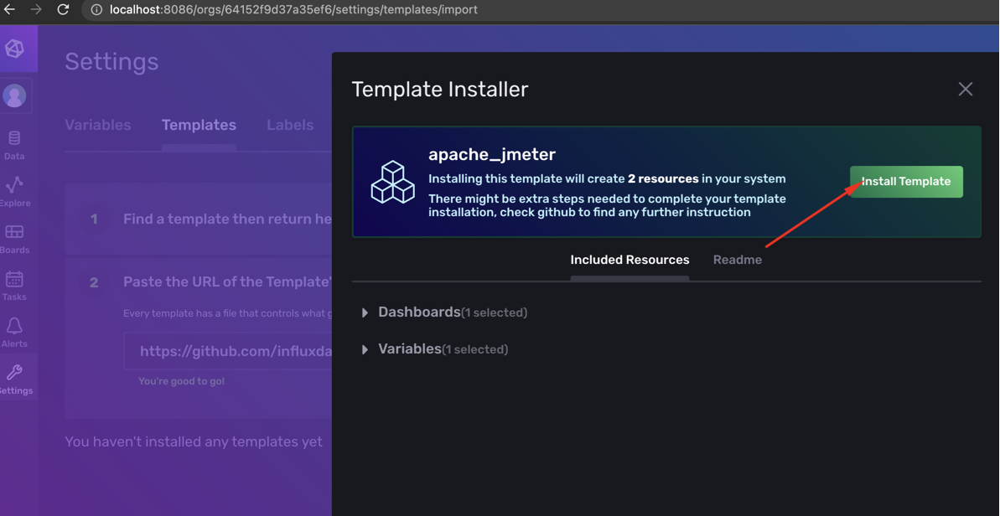 localhost:8086/orgs/64152f9d37a35ef6/settings/templates/import
Settings
Variables
Templates
Labels
Data
Explore
Boards
Tasks
Alerts
Settings
1
Find a template then return he
2
Paste the URL of the Template'
Every template has a file that controls what g
https://github.com/influxda
You're good to go!
You haven't installed any templates yet
Template Installer
apache_jmeter
Installing this template will create 2 resources in your system
There might be extra steps needed to complete your template
installation, check github to find any further instruction
Install Template
Included Resources
Readme
Dashboards(1 selected)
Variables(1 selected)